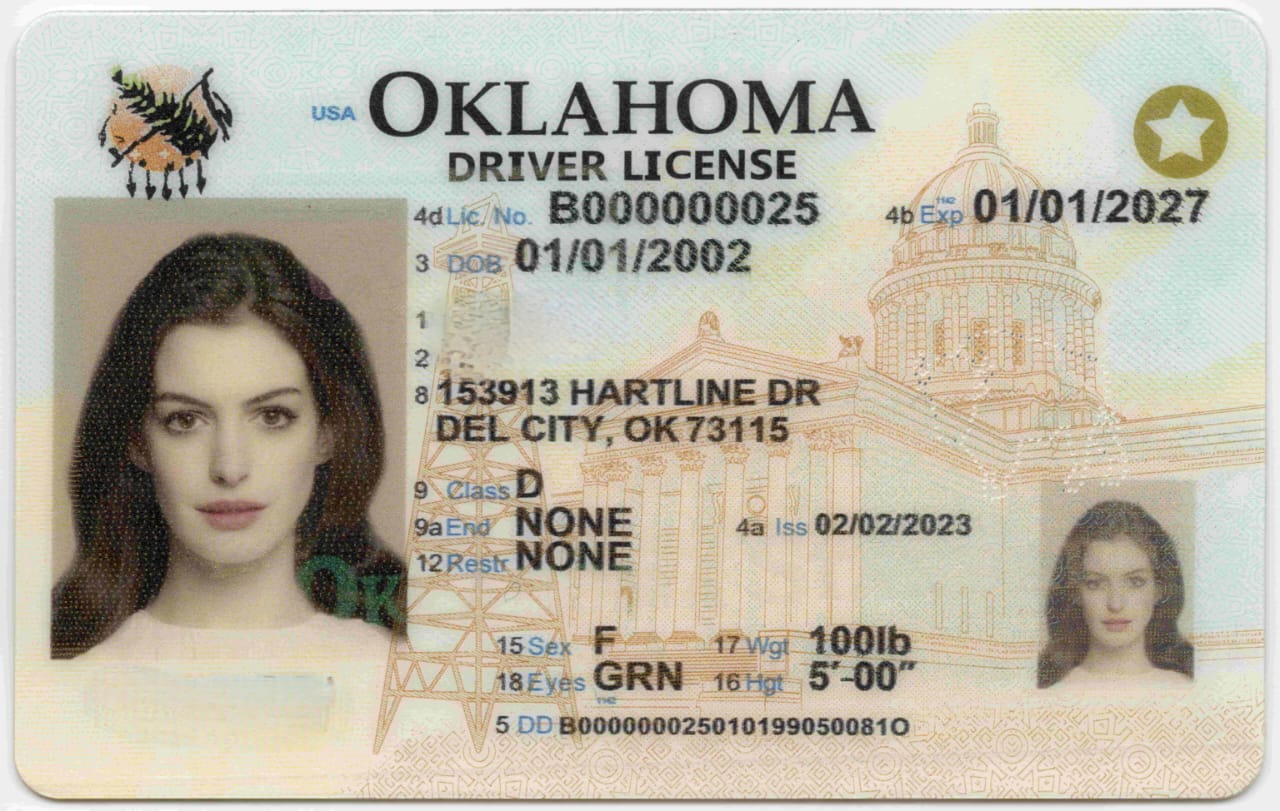 USA OKLAHOMA
DRIVER LICENSE
4d Lic. No. B000000025 4b Exp 01/01/2027
3 DOB 01/01/2002
1
2
8 153913 HARTLINE DR
DEL CITY, OK 73115
9 Class D
9a End NONE 4a Iss 02/02/2023
12 Restr NONE
OK
15 Sex F 17 Wgt 100lb
18 Eyes GRN 16 Hgt 5'-00"
5 DD B0000000250101990500810